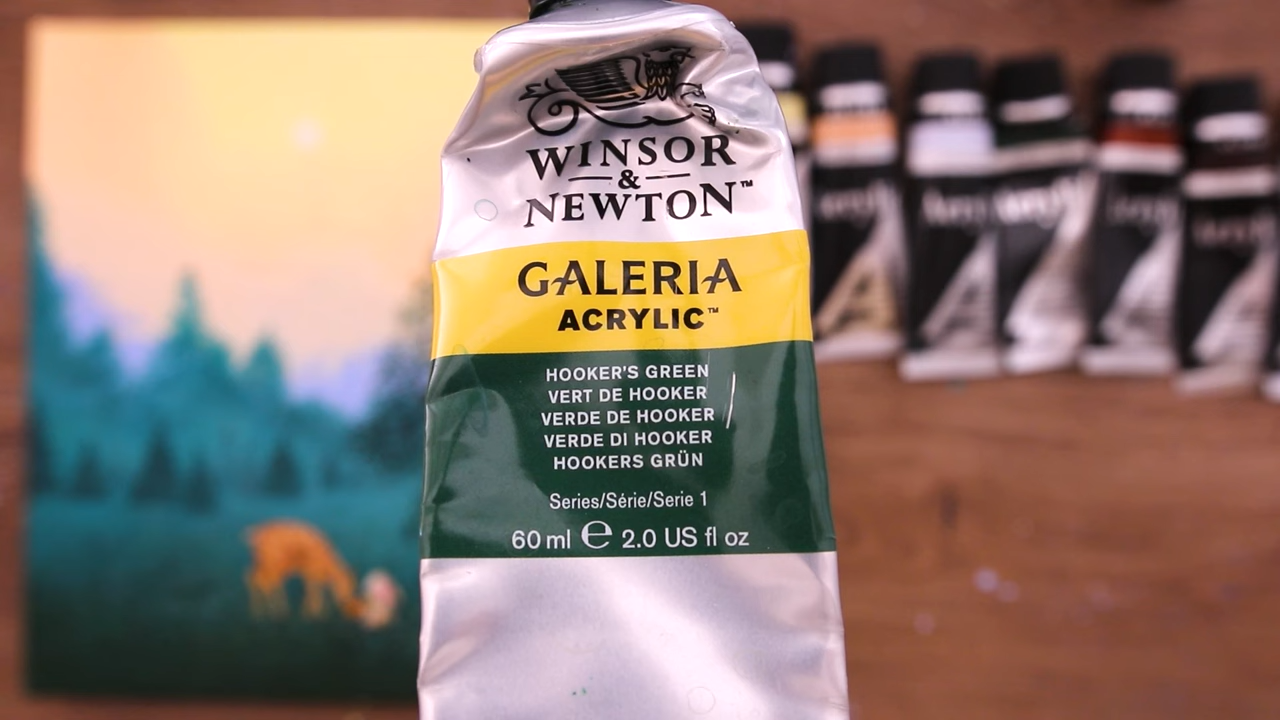 WINSOR
&
NEWTON™
GALERIA
ACRYLIC™
HOOKER'S GREEN
VERT DE HOOKER
VERDE DE HOOKER
VERDE DI HOOKER
HOOKERS GRÜN
Series/Série/Serie 1
60 ml ℮ 2.0 US fl oz